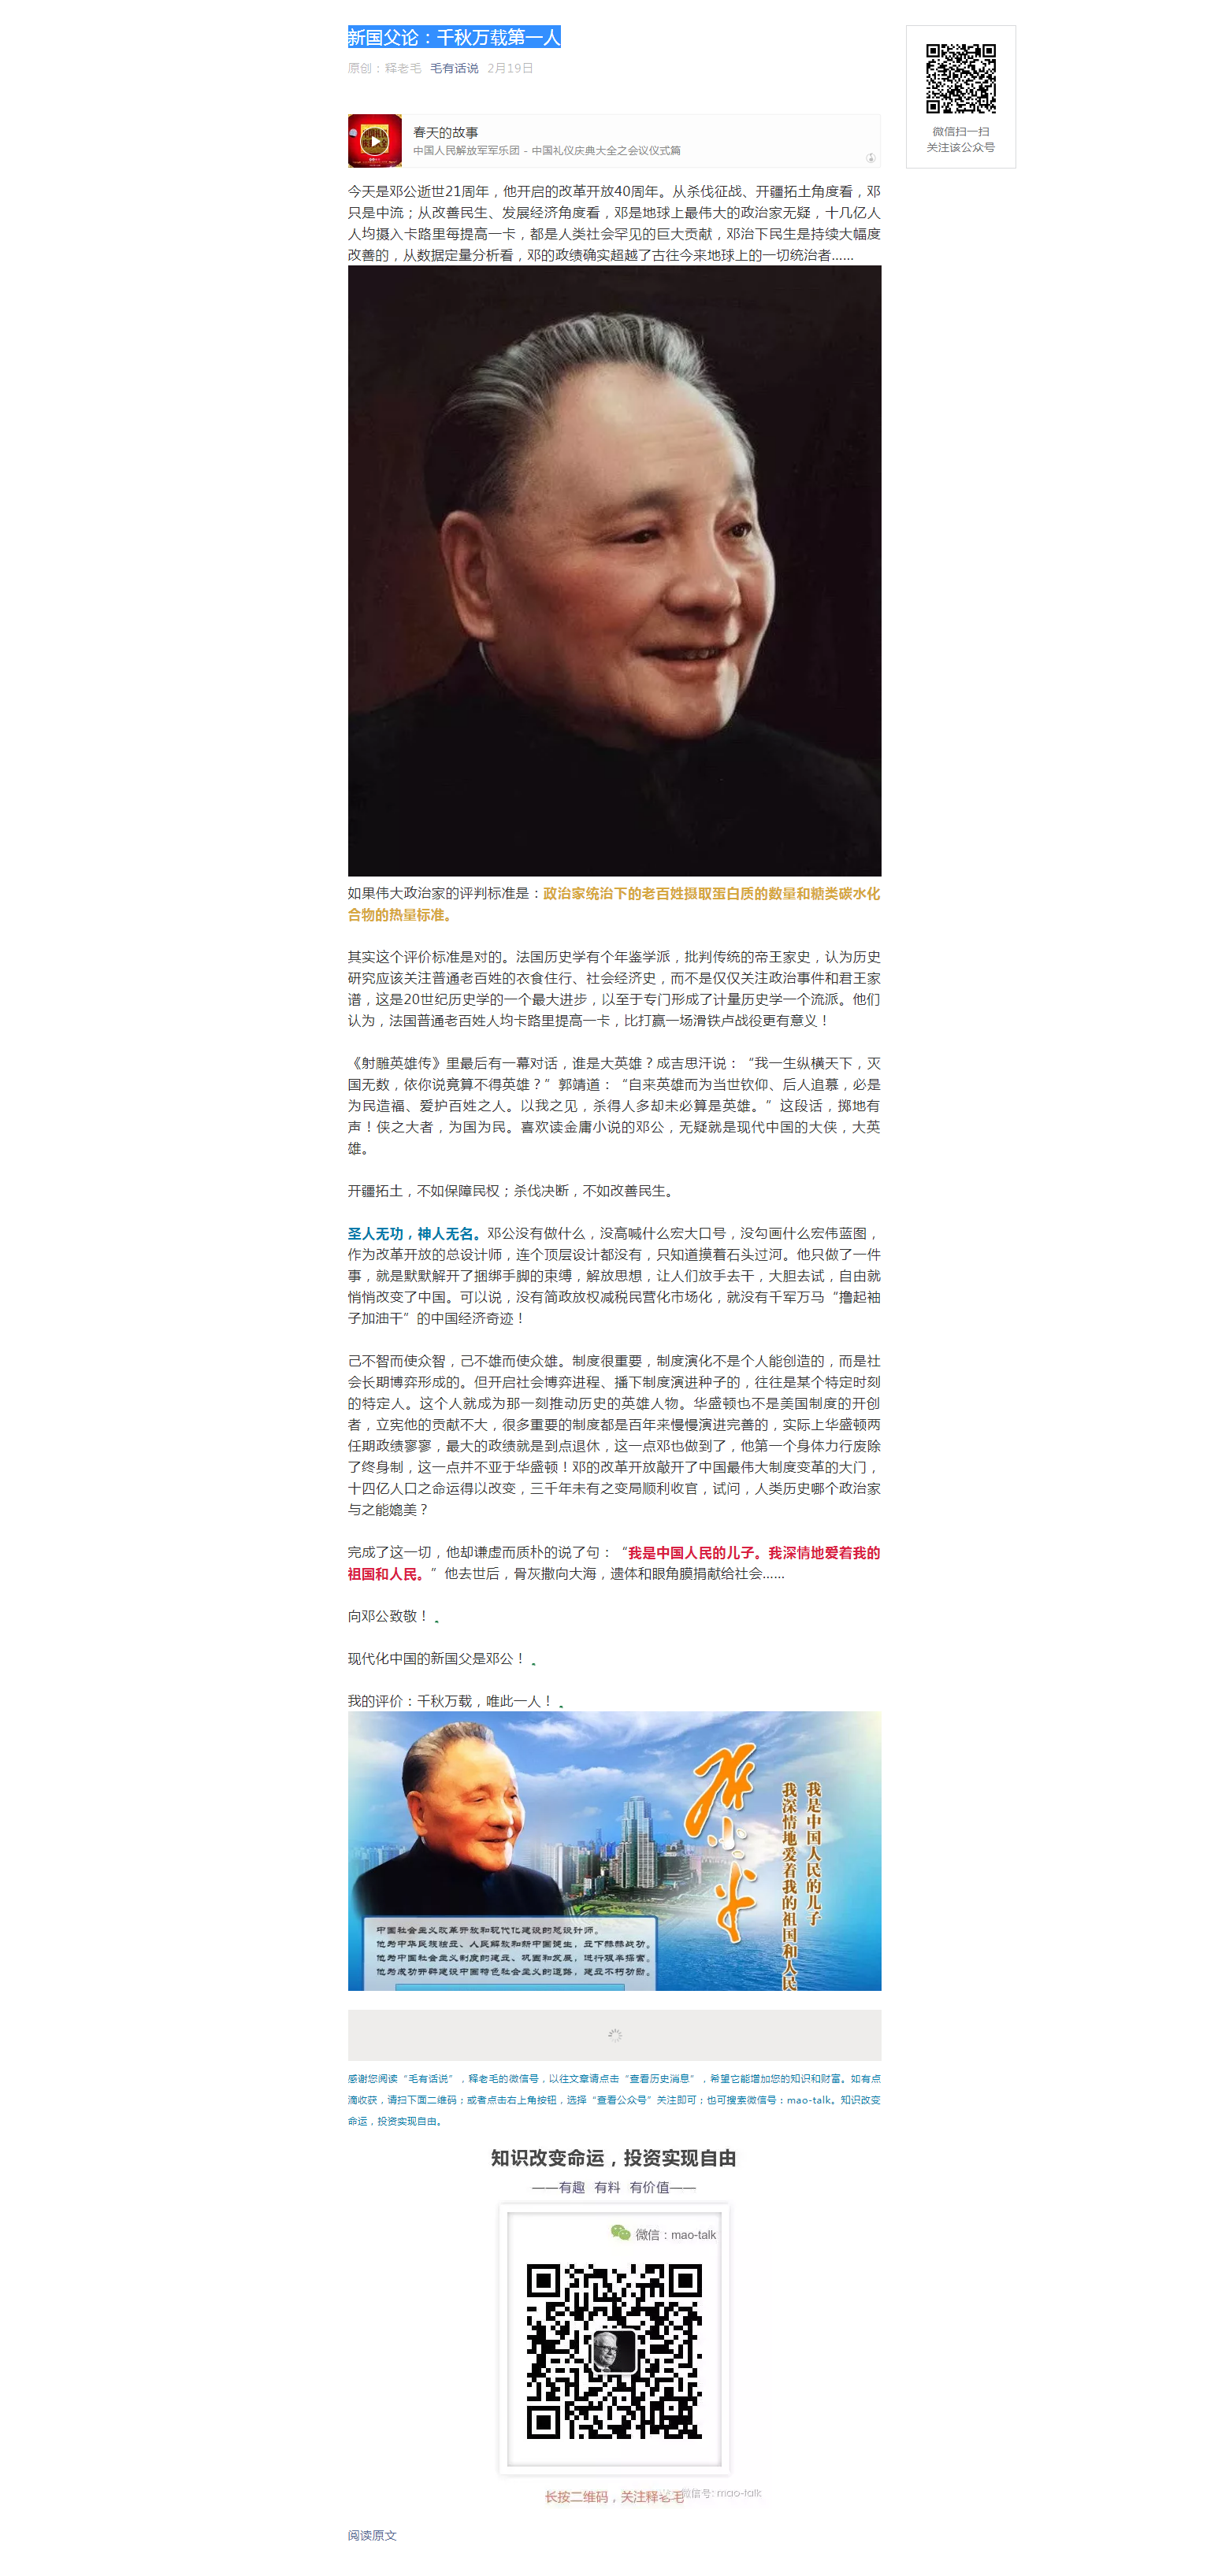 新国父论：千秋万载第一人
原创：释老毛 毛有话说 2月19日
微信扫一扫
关注该公众号
春天的故事
中国人民解放军军乐团 - 中国礼仪庆典大全之会议仪式篇
今天是邓公逝世21周年，他开启的改革开放40周年。从杀伐征战、开疆拓土角度看，邓
只是中流；从改善民生、发展经济角度看，邓是地球上最伟大的政治家无疑，十几亿人
人均摄入卡路里每提高一卡，都是人类社会罕见的巨大贡献，邓治下民生是持续大幅度
改善的，从数据定量分析看，邓的政绩确实超越了古往今来地球上的一切统治者……
如果伟大政治家的评判标准是：政治家统治下的老百姓摄取蛋白质的数量和糖类碳水化
合物的热量标准。
其实这个评价标准是对的。法国历史学有个年鉴学派，批判传统的帝王家史，认为历史
研究应该关注普通老百姓的衣食住行、社会经济史，而不是仅仅关注政治事件和君王家
谱，这是20世纪历史学的一个最大进步，以至于专门形成了计量历史学一个流派。他们
认为，法国普通老百姓人均卡路里提高一卡，比打赢一场滑铁卢战役更有意义！
《射雕英雄传》里最后有一幕对话，谁是大英雄？成吉思汗说：“我一生纵横天下，灭
国无数，依你说竟算不得英雄？”郭靖道：“自来英雄而为当世钦仰、后人追慕，必是
为民造福、爱护百姓之人。以我之见，杀得人多却未必算是英雄。”这段话，掷地有
声！侠之大者，为国为民。喜欢读金庸小说的邓公，无疑就是现代中国的大侠，大英
雄。
开疆拓土，不如保障民权；杀伐决断，不如改善民生。
圣人无功，神人无名。邓公没有做什么，没高喊什么宏大口号，没勾画什么宏伟蓝图，
作为改革开放的总设计师，连个顶层设计都没有，只知道摸着石头过河。他只做了一件
事，就是默默解开了捆绑手脚的束缚，解放思想，让人们放手去干，大胆去试，自由就
悄悄改变了中国。可以说，没有简政放权减税民营化市场化，就没有千军万马“撸起袖
子加油干”的中国经济奇迹！
己不智而使众智，己不雄而使众雄。制度很重要，制度演化不是个人能创造的，而是社
会长期博弈形成的。但开启社会博弈进程、播下制度演进种子的，往往是某个特定时刻
的特定人。这个人就成为那一刻推动历史的英雄人物。华盛顿也不是美国制度的开创
者，立宪他的贡献不大，很多重要的制度都是百年来慢慢演进完善的，实际上华盛顿两
任期政绩寥寥，最大的政绩就是到点退休，这一点邓也做到了，他第一个身体力行废除
了终身制，这一点并不亚于华盛顿！邓的改革开放敲开了中国最伟大制度变革的大门，
十四亿人口之命运得以改变，三千年未有之变局顺利收官，试问，人类历史哪个政治家
与之能媲美？
完成了这一切，他却谦虚而质朴的说了句：“我是中国人民的儿子。我深情地爱着我的
祖国和人民。”他去世后，骨灰撒向大海，遗体和眼角膜捐献给社会……
向邓公致敬！
现代化中国的新国父是邓公！
我的评价：千秋万载，唯此一人！
邓小平
我是中国人民的儿子
我深情地爱着我的祖国和人民
中国社会主义改革开放和现代化建设的总设计师。
他为中华民族独立、人民解放和新中国诞生，立下赫赫战功。
他为中国社会主义制度的建立、巩固和发展，进行艰辛探索。
他为成功开辟建设中国特色社会主义的道路，建立不朽功勋。
感谢您阅读“毛有话说”，释老毛的微信号，以往文章请点击“查看历史消息”，希望它能增加您的知识和财富。如有点
滴收获，请扫下面二维码；或者点击右上角按钮，选择“查看公众号”关注即可；也可搜索微信号：mao-talk。知识改变
命运，投资实现自由。
知识改变命运，投资实现自由
——有趣 有料 有价值——
微信：mao-talk
长按二维码，关注释老毛
微信号: mao-talk
阅读原文